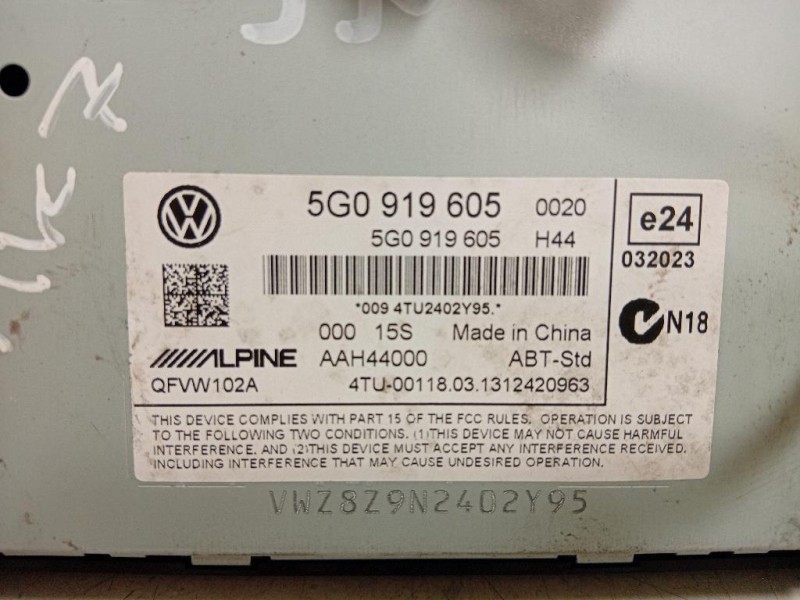 5G0 919 605 0020
5G0 919 605 H44
*009 4TU2402Y95.*
000 15S Made in China
ALPINE AAH44000 ABT-Std
QFVW102A 4TU-00118.03.1312420963
THIS DEVICE COMPLIES WITH PART 15 OF THE FCC RULES. OPERATION IS SUBJECT
TO THE FOLLOWING TWO CONDITIONS. (1)THIS DEVICE MAY NOT CAUSE HARMFUL
INTERFERENCE. AND (2)THIS DEVICE MUST ACCEPT ANY INTERFERENCE RECEIVED.
INCLUDING INTERFERENCE THAT MAY CAUSE UNDESIRED OPERATION.
e24
032023
N18
VWZ8Z9N2402Y95